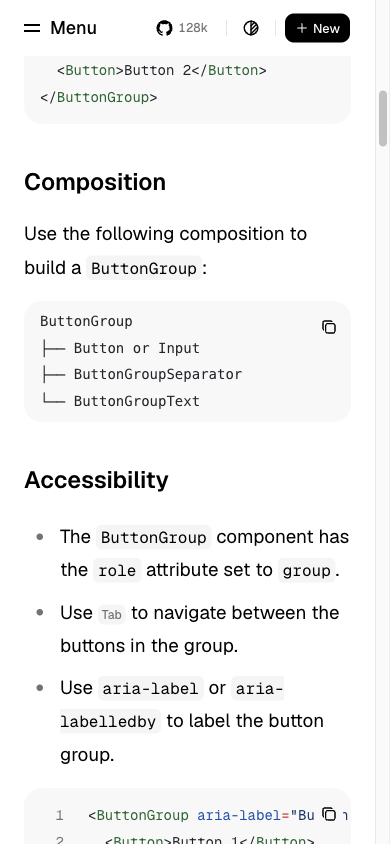 Menu 128k + New
<Button>Button 2</Button>
</ButtonGroup>
Composition
Use the following composition to
build a ButtonGroup:
ButtonGroup
├── Button or Input
├── ButtonGroupSeparator
└── ButtonGroupText
Accessibility
The ButtonGroup component has
the role attribute set to group.
Use Tab to navigate between the
buttons in the group.
Use aria-label or aria-
labelledby to label the button
group.
1 <ButtonGroup aria-label="Bu
2 <Button>Button 1</Button>